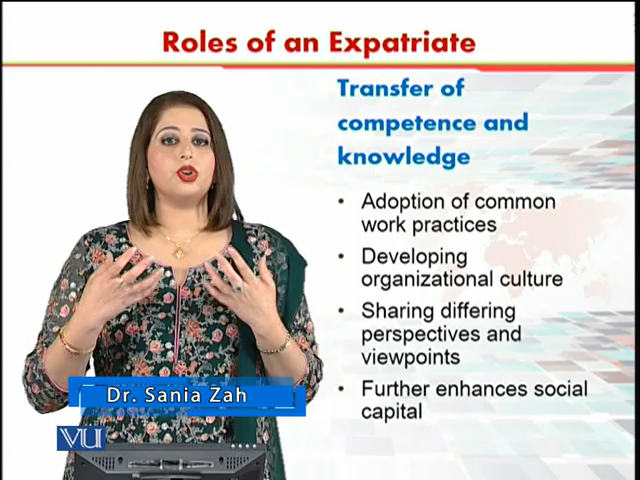 Roles of an Expatriate
Transfer of
competence and
knowledge
• Adoption of common
work practices
• Developing
organizational culture
• Sharing differing
perspectives and
viewpoints
• Further enhances social
capital
Dr. Sania Zah
VU